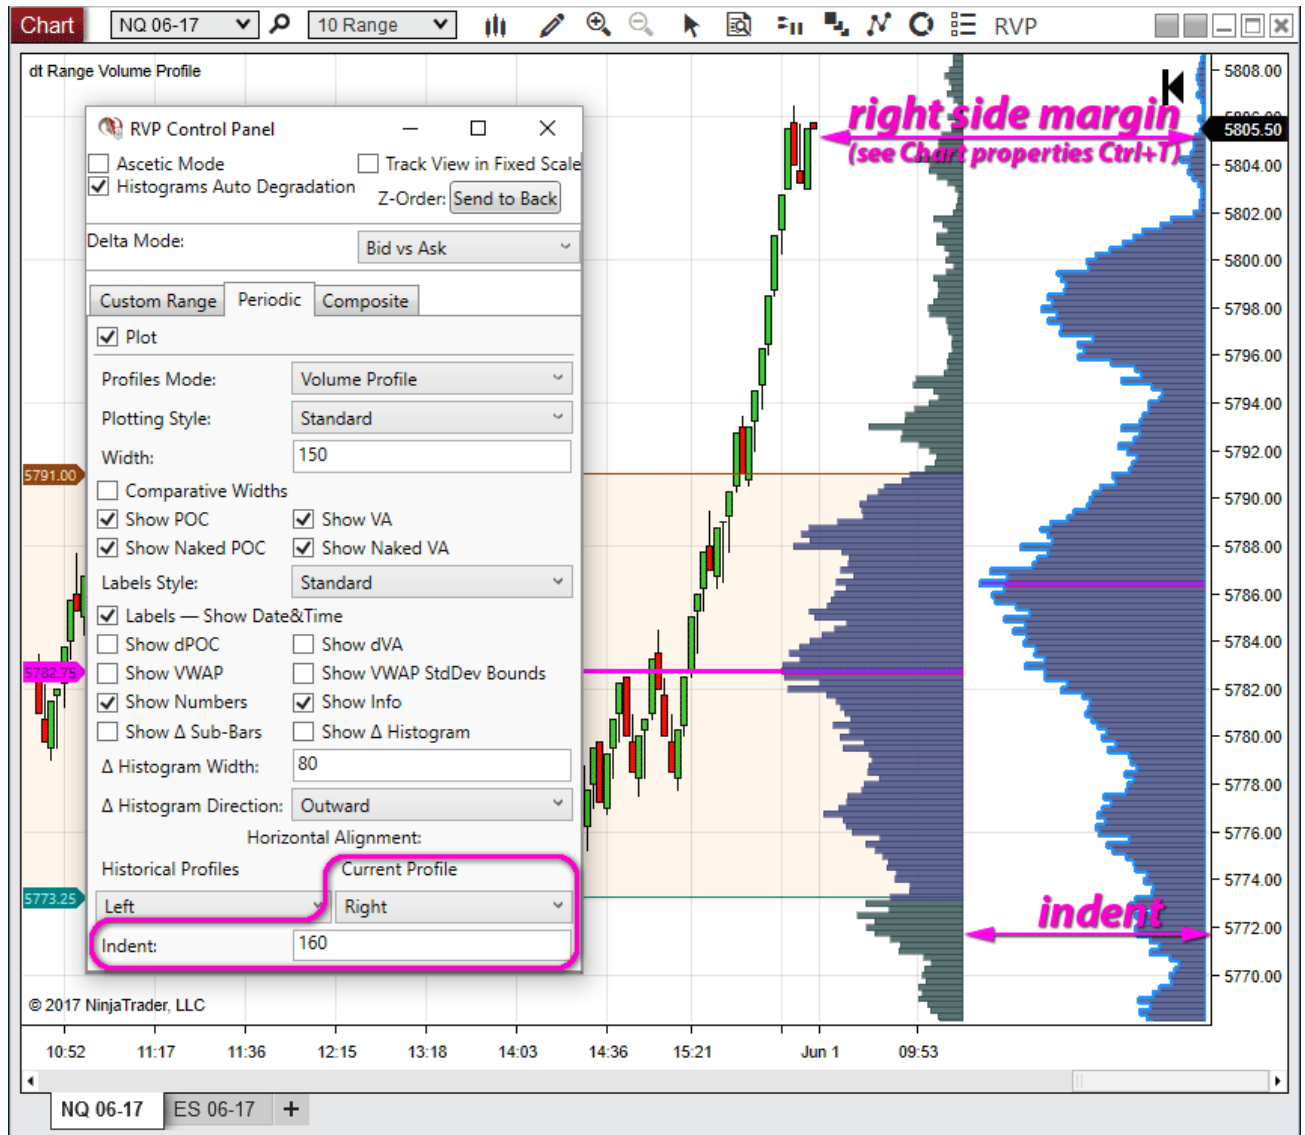 Chart NQ 06-17 10 Range RVP
dt Range Volume Profile
RVP Control Panel
Ascetic Mode Track View in Fixed Scale
Histograms Auto Degradation
Z-Order: Send to Back
Delta Mode: Bid vs Ask
Custom Range Periodic Composite
Plot
Profiles Mode: Volume Profile
Plotting Style: Standard
Width: 150
Comparative Widths
Show POC Show VA
Show Naked POC Show Naked VA
Labels Style: Standard
Labels — Show Date&Time
Show dPOC Show dVA
Show VWAP Show VWAP StdDev Bounds
Show Numbers Show Info
Show Δ Sub-Bars Show Δ Histogram
Δ Histogram Width: 80
Δ Histogram Direction: Outward
Horizontal Alignment:
Historical Profiles Current Profile
Left Right
Indent: 160
5791.00
5782.75
5773.25
right side margin
(see Chart properties Ctrl+T)
indent
5808.00
5805.50
5804.00
5802.00
5800.00
5798.00
5796.00
5794.00
5792.00
5790.00
5788.00
5786.00
5784.00
5782.00
5780.00
5778.00
5776.00
5774.00
5772.00
5770.00
© 2017 NinjaTrader, LLC
10:52 11:17 11:36 12:15 13:18 14:03 14:36 15:21 Jun 1 09:53
NQ 06-17 ES 06-17 +